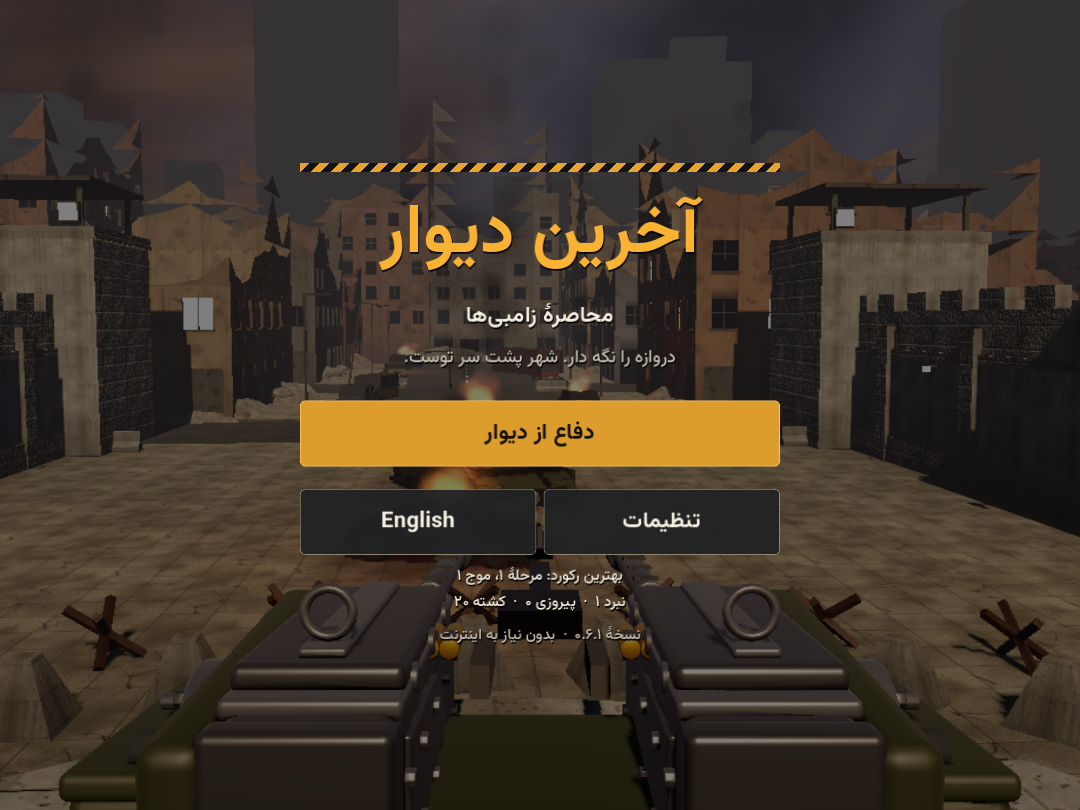 آخرین دیوار
محاصرهٔ زامبی‌ها
دروازه را نگه دار. شهر پشت سر توست.
دفاع از دیوار
تنظیمات
English
بهترین رکورد: مرحلهٔ ۱، موج ۱
نبرد ۱ · پیروزی ۰ · کشته ۲۰
نسخهٔ ۰.۶.۱ · بدون نیاز به اینترنت